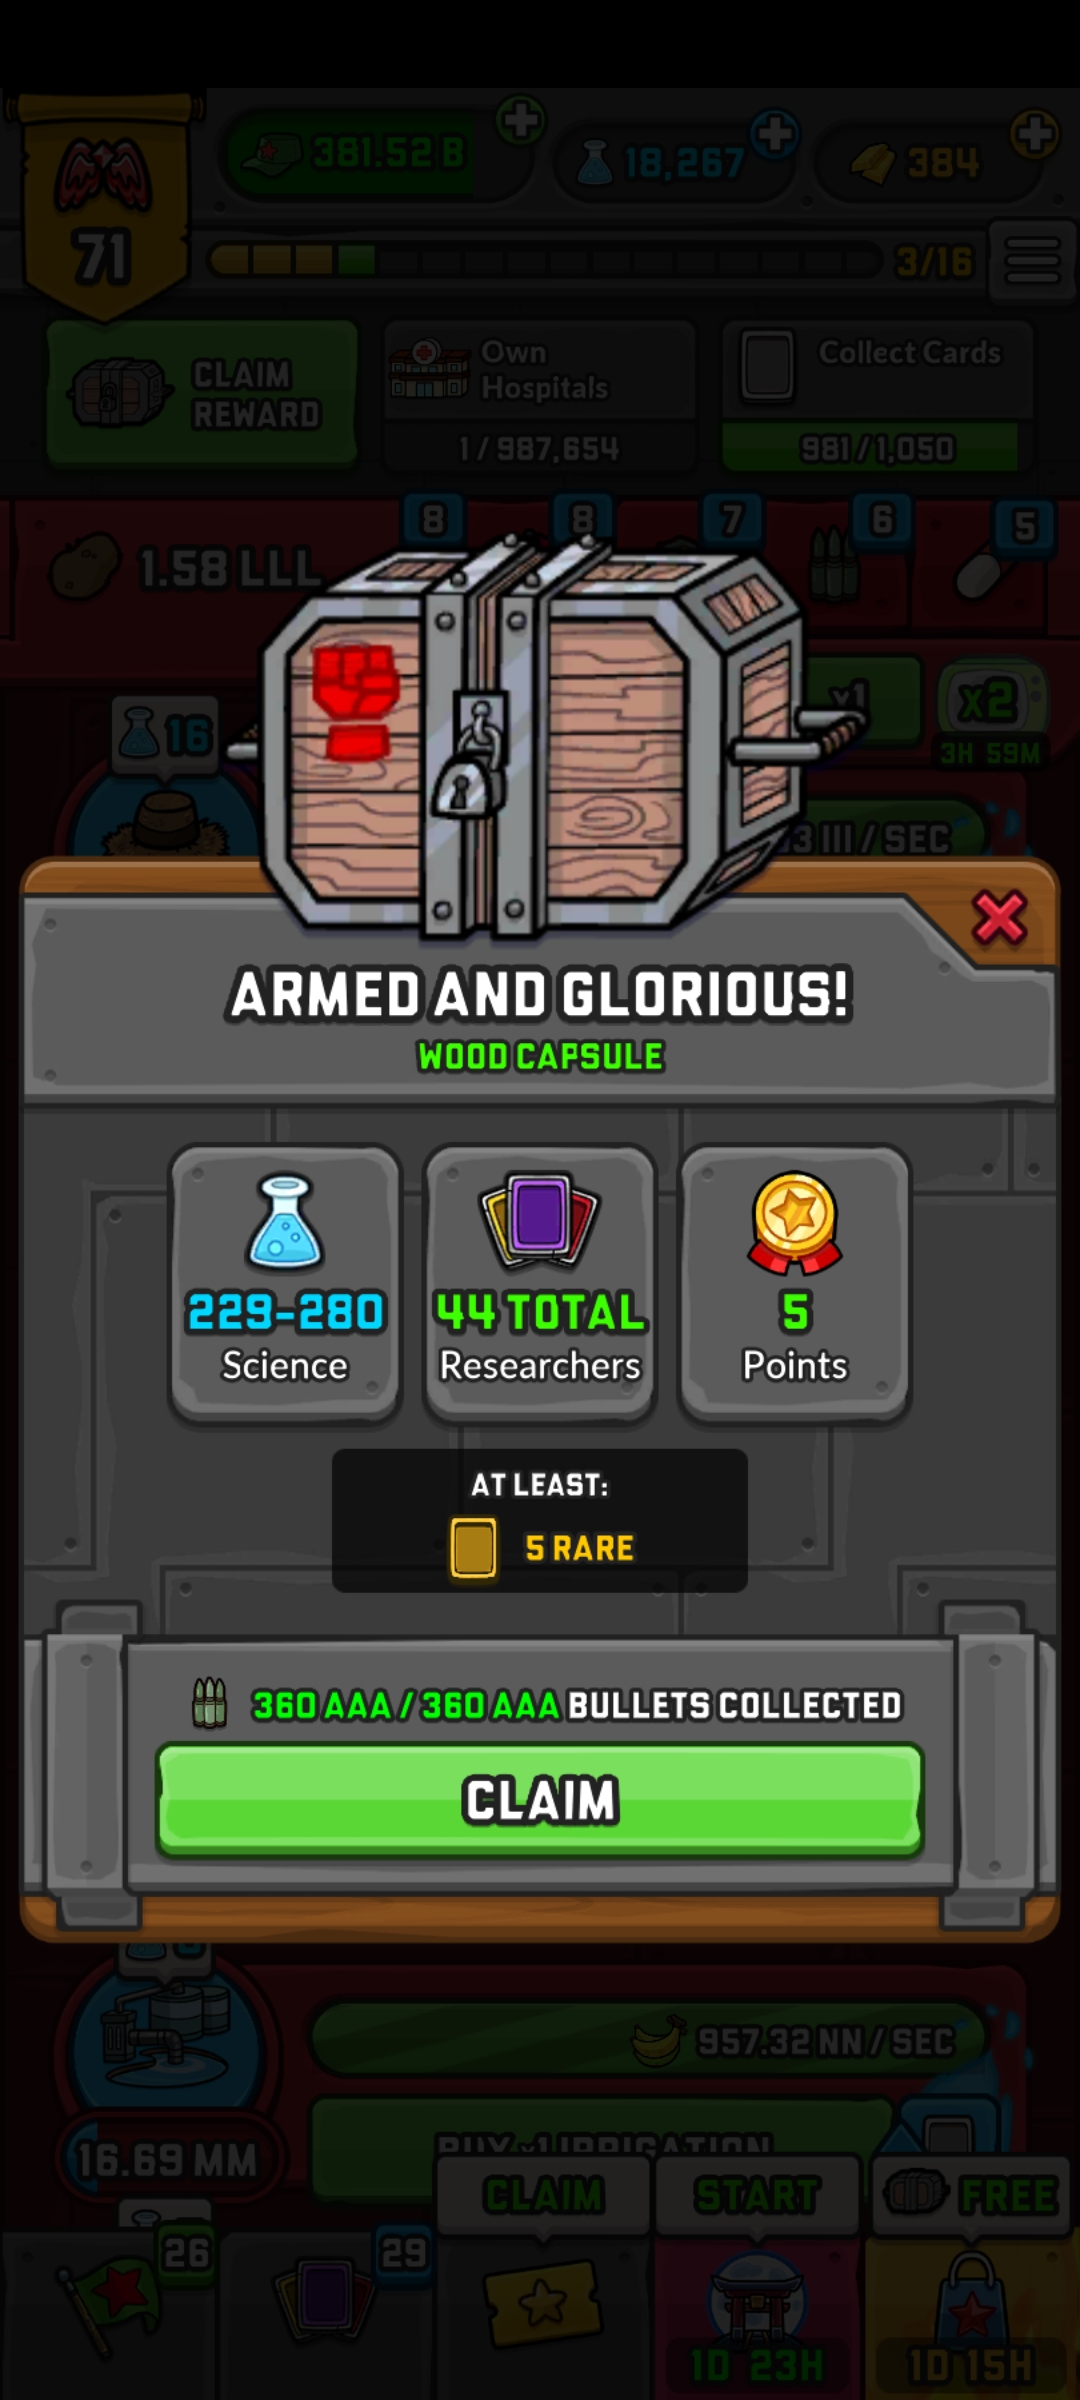 381.52 B
18,267
384
71
3/16
CLAIM
REWARD
Own
Hospitals
1 / 987,654
Collect Cards
981 / 1,050
8
8
7
6
5
1.58 LLL
16
x1
x2
3H 59M
3 III / SEC
ARMED AND GLORIOUS!
WOOD CAPSULE
229-280
Science
44 TOTAL
Researchers
5
Points
AT LEAST:
5 RARE
360 AAA / 360 AAA BULLETS COLLECTED
CLAIM
957.32 NN / SEC
16.69 MM
BUY x1 IRRIGATION
CLAIM
START
FREE
26
29
1D 23H
1D 15H